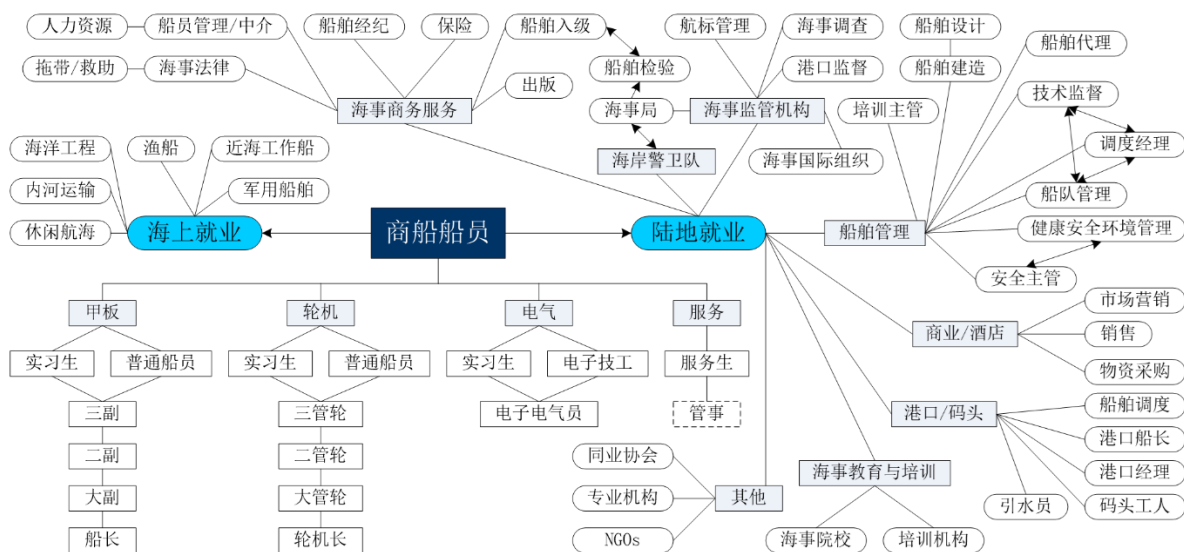 人力资源
船员管理/中介
船舶经纪
保险
船舶入级
航标管理
海事调查
船舶设计
船舶代理
拖带/救助
海事法律
船舶检验
港口监督
船舶建造
出版
技术监督
海事商务服务
海事局
海事监管机构
培训主管
调度经理
海洋工程
渔船
近海工作船
海岸警卫队
海事国际组织
船队管理
内河运输
军用船舶
休闲航海
海上就业
商船船员
陆地就业
船舶管理
健康安全环境管理
安全主管
甲板
轮机
电气
服务
市场营销
商业/酒店
销售
实习生
普通船员
实习生
普通船员
实习生
电子技工
服务生
物资采购
三副
三管轮
电子电气员
管事
港口/码头
船舶调度
二副
二管轮
同业协会
海事教育与培训
港口船长
港口经理
大副
大管轮
专业机构
其他
引水员
码头工人
船长
轮机长
NGOs
海事院校
培训机构